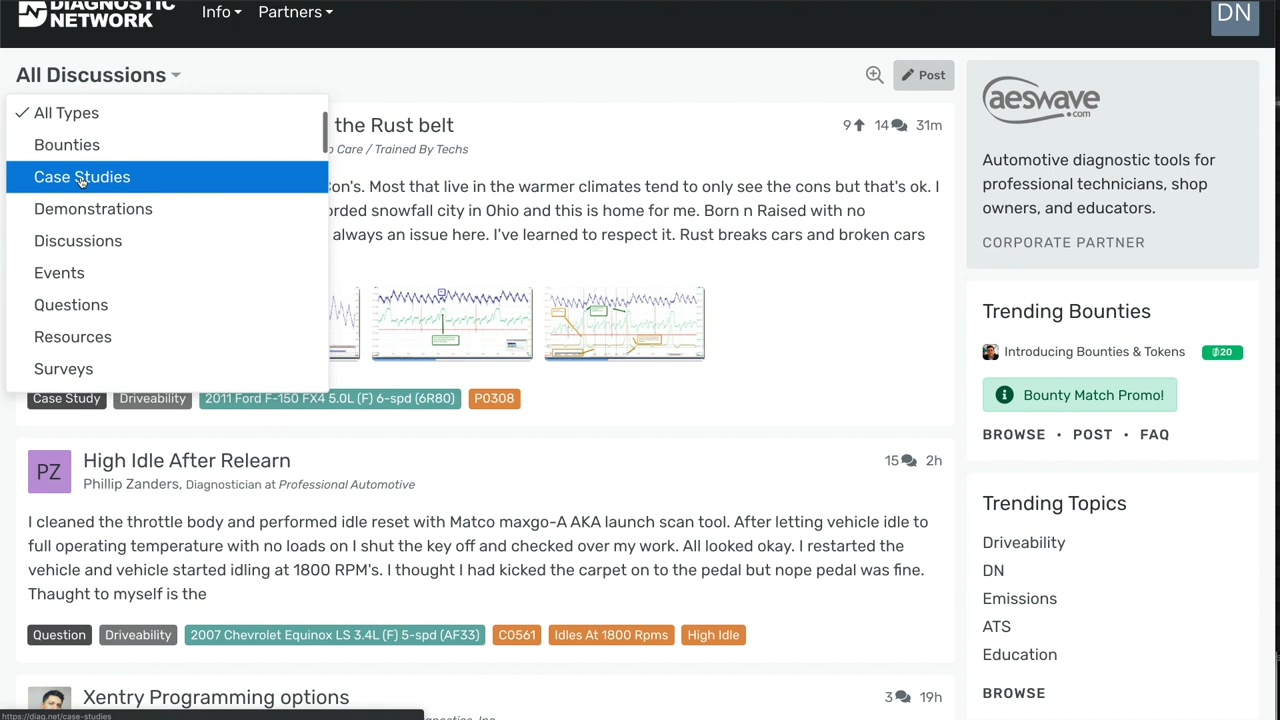 DIAGNOSTIC
NETWORK
Info
Partners
DN
All Discussions
Post
All Types
Bounties
Case Studies
Demonstrations
Discussions
Events
Questions
Resources
Surveys
the Rust belt
9 14 31m
Care / Trained By Techs
Con's. Most that live in the warmer climates tend to only see the cons but that's ok. I
snowfall city in Ohio and this is home for me. Born n Raised with no
always an issue here. I've learned to respect it. Rust breaks cars and broken cars
Case Study Driveability 2011 Ford F-150 FX4 5.0L (F) 6-spd (6R80) P0308
PZ
High Idle After Relearn
15 2h
Phillip Zanders, Diagnostician at Professional Automotive
I cleaned the throttle body and performed idle reset with Matco maxgo-A AKA launch scan tool. After letting vehicle idle to
full operating temperature with no loads on I shut the key off and checked over my work. All looked okay. I restarted the
vehicle and vehicle started idling at 1800 RPM's. I thought I had kicked the carpet on to the pedal but nope pedal was fine.
Thaught to myself is the
Question Driveability 2007 Chevrolet Equinox LS 3.4L (F) 5-spd (AF33) C0561 Idles At 1800 Rpms High Idle
Xentry Programming options
3 19h
https://diag.net/case-studies
aeswave
.com
Automotive diagnostic tools for
professional technicians, shop
owners, and educators.
CORPORATE PARTNER
Trending Bounties
Introducing Bounties & Tokens 20
Bounty Match Promo!
BROWSE • POST • FAQ
Trending Topics
Driveability
DN
Emissions
ATS
Education
BROWSE